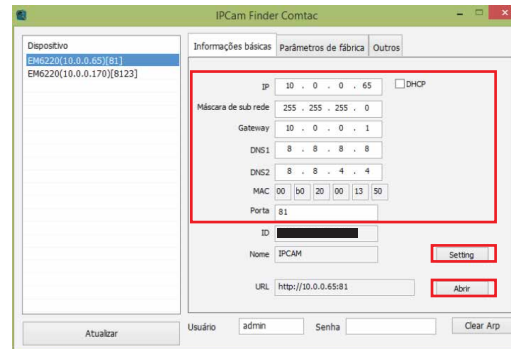 IPCam Finder Comtac
Dispositivo
EM6220(10.0.0.65)[81]
EM6220(10.0.0.170)[8123]
Atualizar
Informações básicas Parâmetros de fábrica Outros
IP 10 . 0 . 0 . 65 DHCP
Máscara de sub rede 255 . 255 . 255 . 0
Gateway 10 . 0 . 0 . 1
DNS1 8 . 8 . 8 . 8
DNS2 8 . 8 . 4 . 4
MAC 00 b0 20 00 13 50
Porta 81
ID
Nome IPCAM Setting
URL http://10.0.0.65:81 Abrir
Usuário admin Senha Clear Arp